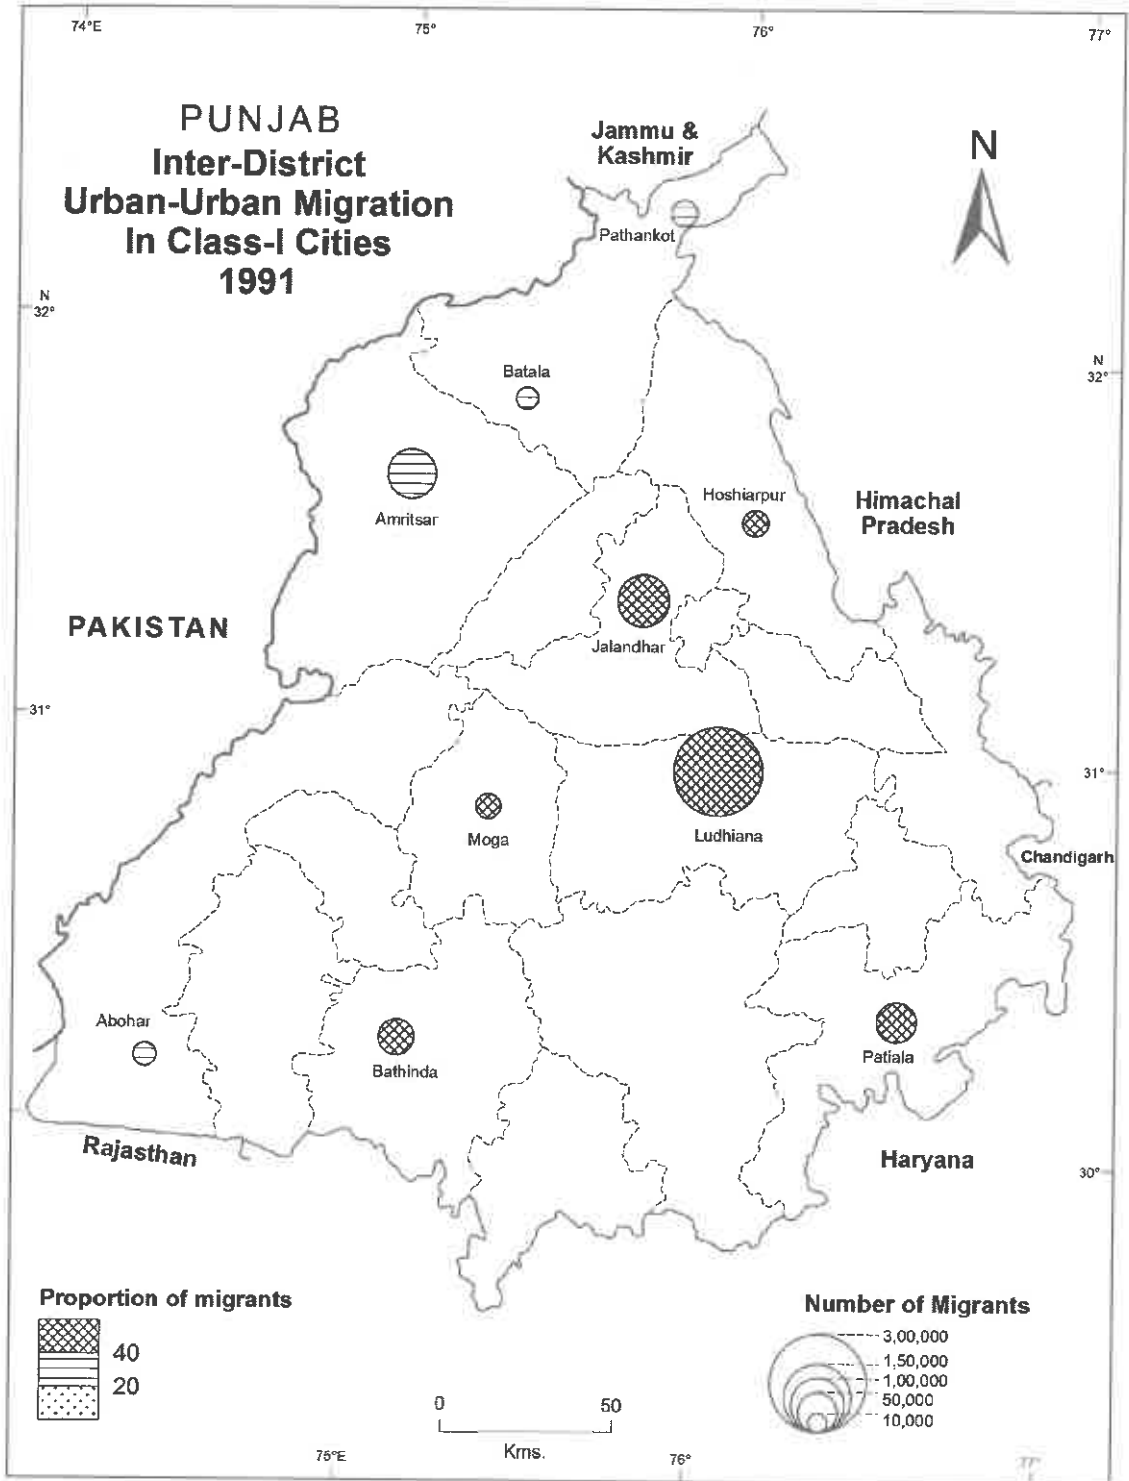 74°E
75°
76°
77°
PUNJAB
Inter-District
Urban-Urban Migration
In Class-I Cities
1991
Jammu &
Kashmir
N
Pathankot
N
32°
N
32°
Batala
Amritsar
Hoshiarpur
Himachal
Pradesh
PAKISTAN
Jalandhar
31°
31°
Moga
Ludhiana
Chandigarh
Abohar
Bathinda
Patiala
Rajasthan
Haryana
30°
Proportion of migrants
40
20
0 50
Kms.
Number of Migrants
3,00,000
1,50,000
1,00,000
50,000
10,000
75°E
76°